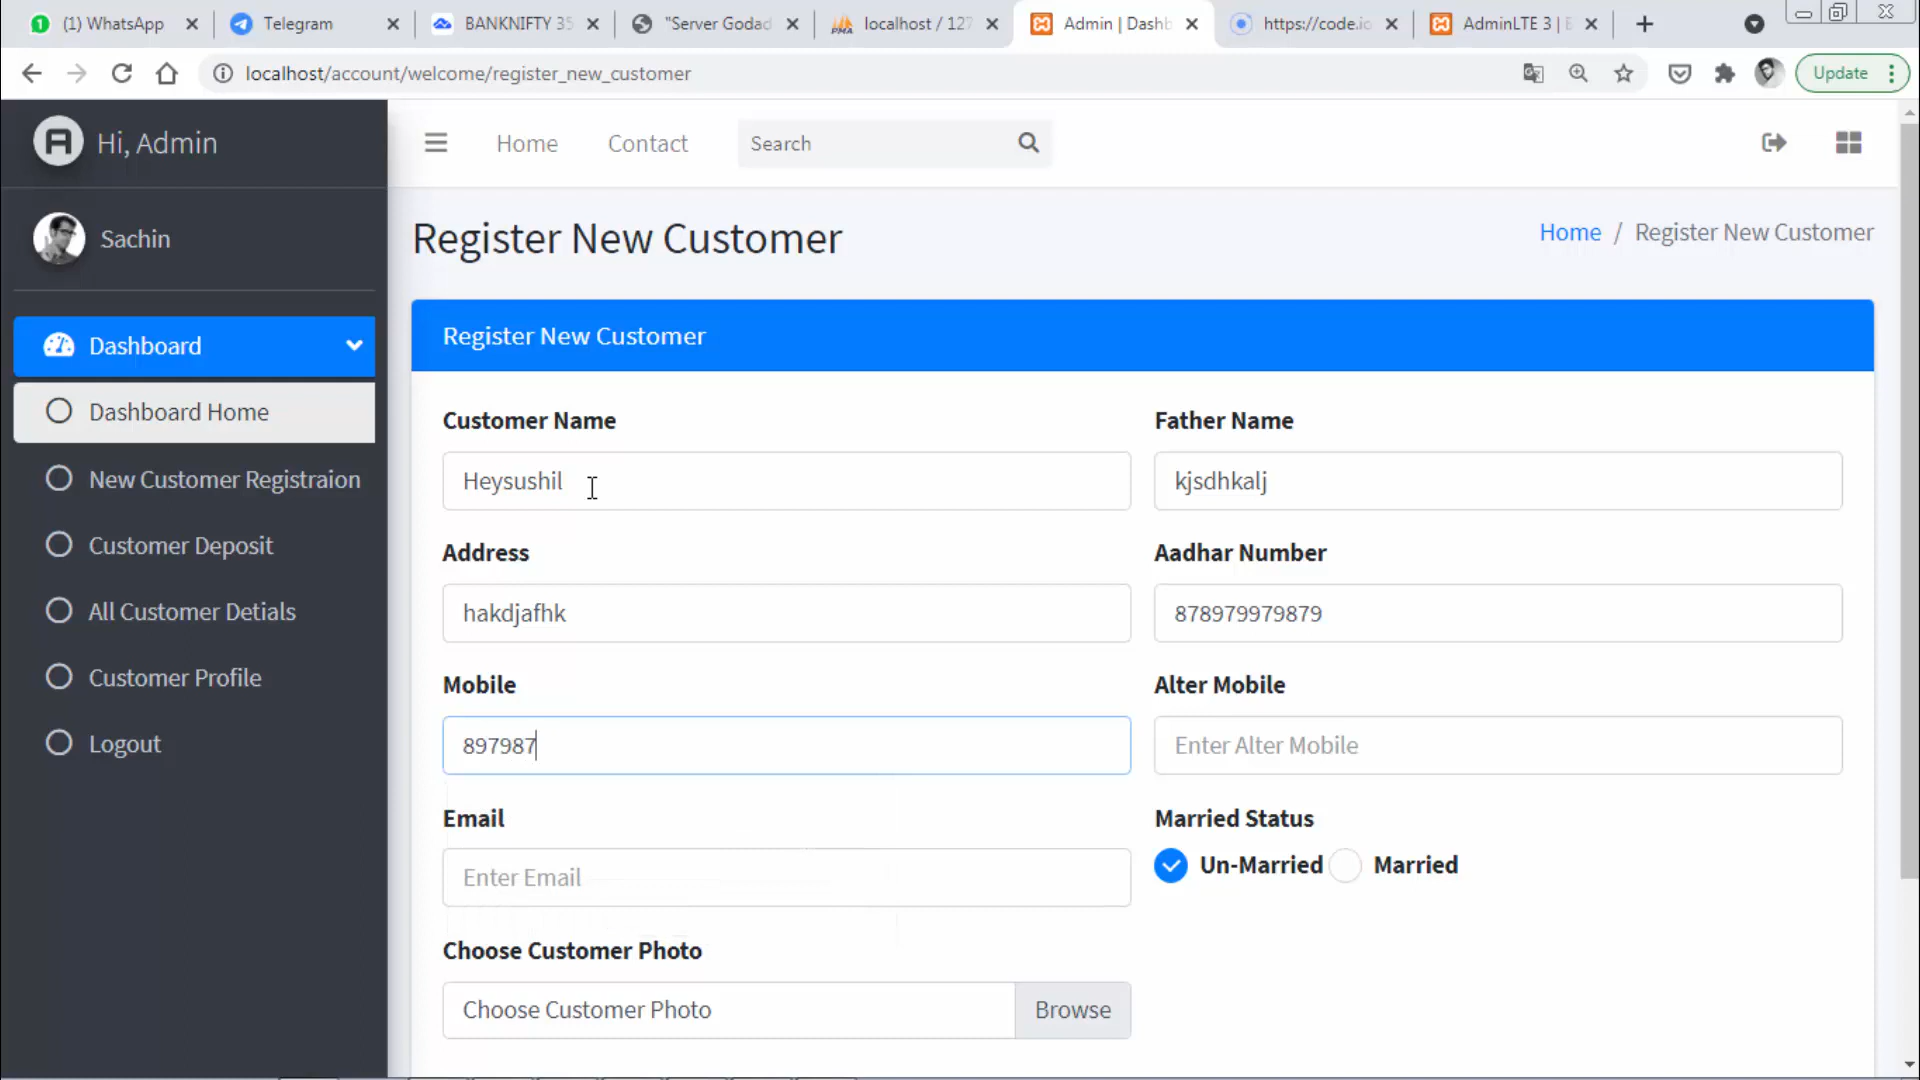 (1) WhatsApp
Telegram
BANKNIFTY 35
"Server Godad
localhost / 127
Admin | Dashb
https://code.io
AdminLTE 3 |
localhost/account/welcome/register_new_customer
Update
Hi, Admin
Home
Contact
Search
Sachin
Register New Customer
Home / Register New Customer
Dashboard
Dashboard Home
New Customer Registraion
Customer Deposit
All Customer Detials
Customer Profile
Logout
Register New Customer
Customer Name
Father Name
Heysushil
kjsdhkalj
Address
Aadhar Number
hakdjafhk
878979979879
Mobile
Alter Mobile
897987
Enter Alter Mobile
Email
Married Status
Enter Email
Un-Married
Married
Choose Customer Photo
Choose Customer Photo
Browse